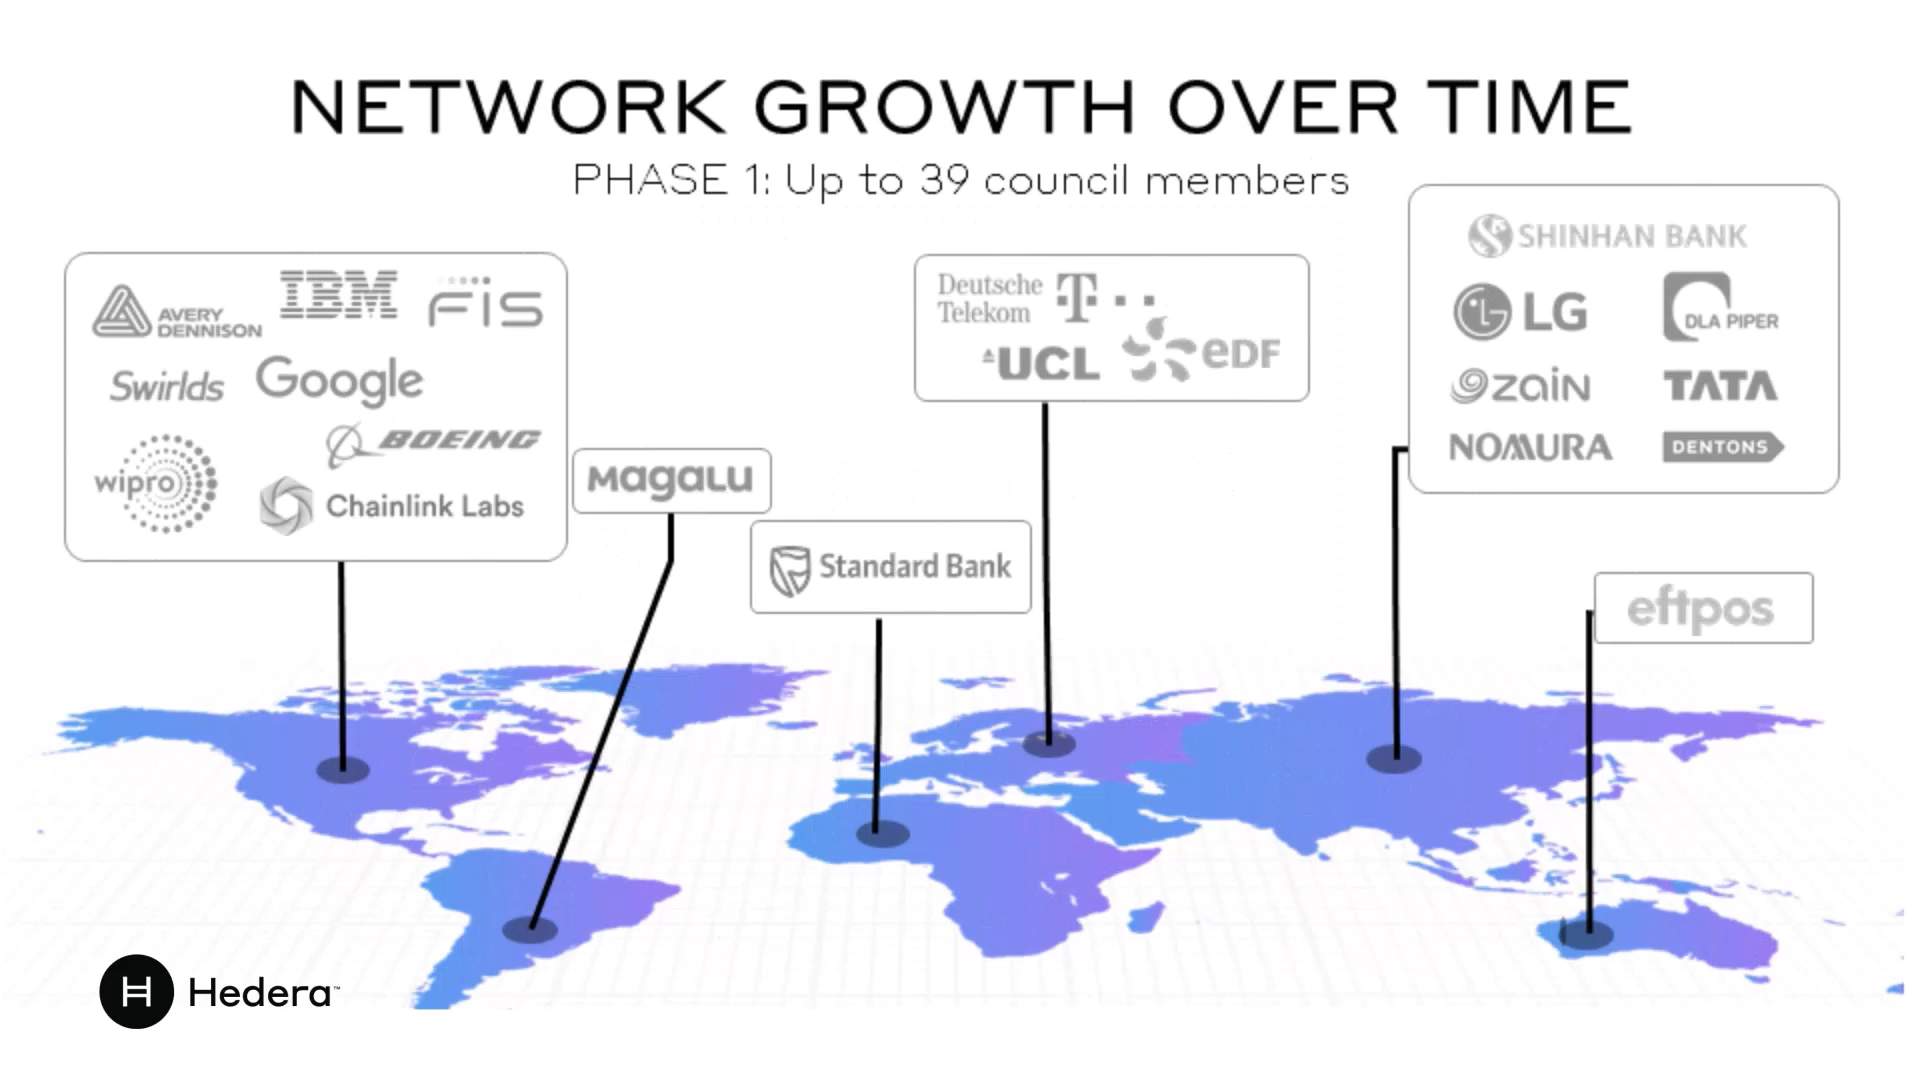 NETWORK GROWTH OVER TIME
PHASE 1: Up to 39 council members
AVERY
DENNISON
IBM
FIS
Swirlds
Google
BOEING
wipro
Chainlink Labs
magalu
Standard Bank
Deutsche
Telekom
T
UCL
eDF
SHINHAN BANK
LG
DLA PIPER
zain
TATA
NOMURA
DENTONS
eftpos
H
Hedera™